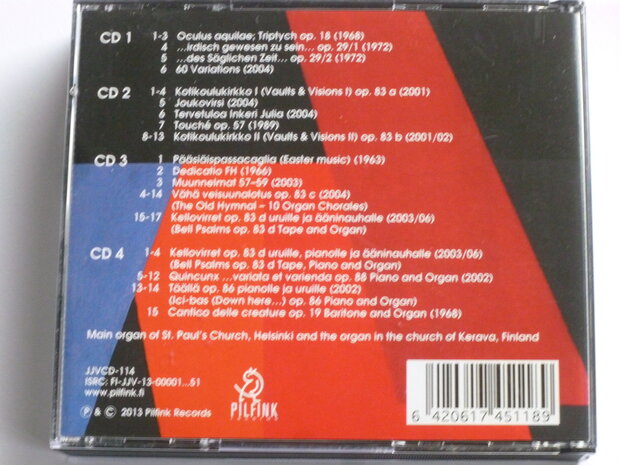 CD 1 1-3 Oculus aquilae; Triptych op. 18 (1968)
4 ...irdisch gewesen zu sein... op. 29/1 (1972)
5 ...des Säglichen Zeit... op. 29/2 (1972)
6 60 Variations (2004)
CD 2 1-4 Kotikoulukirkko I (Vaults & Visions I) op. 83 a (2001)
5 Joukovirsi (2004)
6 Tervetuloa Inkeri Julia (2004)
7 Touché op. 57 (1989)
8-13 Kotikoulukirkko II (Vaults & Visions II) op. 83 b (2001/02)
CD 3 1 Pääsiäispassacaglia (Easter music) (1963)
2 Dedicatio FH (1966)
3 Muunnelmat 57-59 (2003)
4-14 Vähä veisuunalotus op. 83 c (2004)
(The Old Hymnal - 10 Organ Chorales)
15-17 Kellovirret op. 83 d uruille ja ääninauhalle (2003/06)
(Bell Psalms op. 83 d Tape and Organ)
CD 4 1-4 Kellovirret op. 83 d uruille, pianolle ja ääninauhalle (2003/06)
(Bell Psalms op. 83 d Tape, Piano and Organ)
5-12 Quincunx ...variata et varienda op. 88 Piano and Organ (2002)
13-14 Täällä op. 86 pianolle ja uruille (2002)
(Ici-bas (Down here...) op. 86 Piano and Organ)
15 Cantico delle creature op. 19 Baritone and Organ (1968)
Main organ of St. Paul's Church, Helsinki and the organ in the church of Kerava, Finland
JJVCD-114
ISRC: FI-JJV-13-00001...51
www.pilfink.fi
℗ & © 2013 Pilfink Records
PILFINK
RECORDS
6 420617 451189